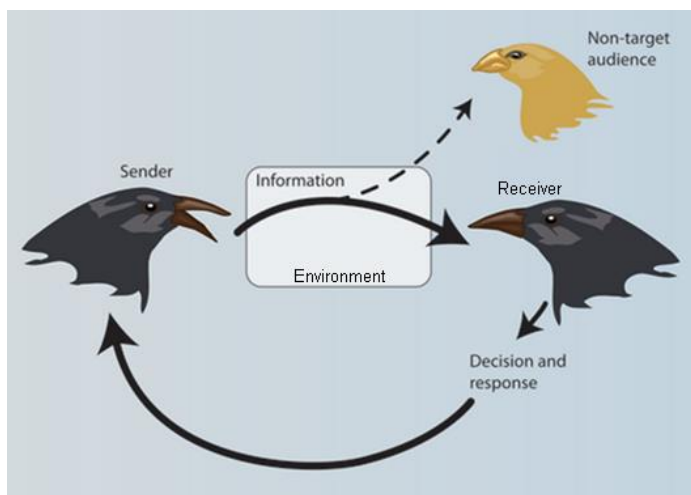 Non-target
audience
Sender
Information
Receiver
Environment
Decision and
response